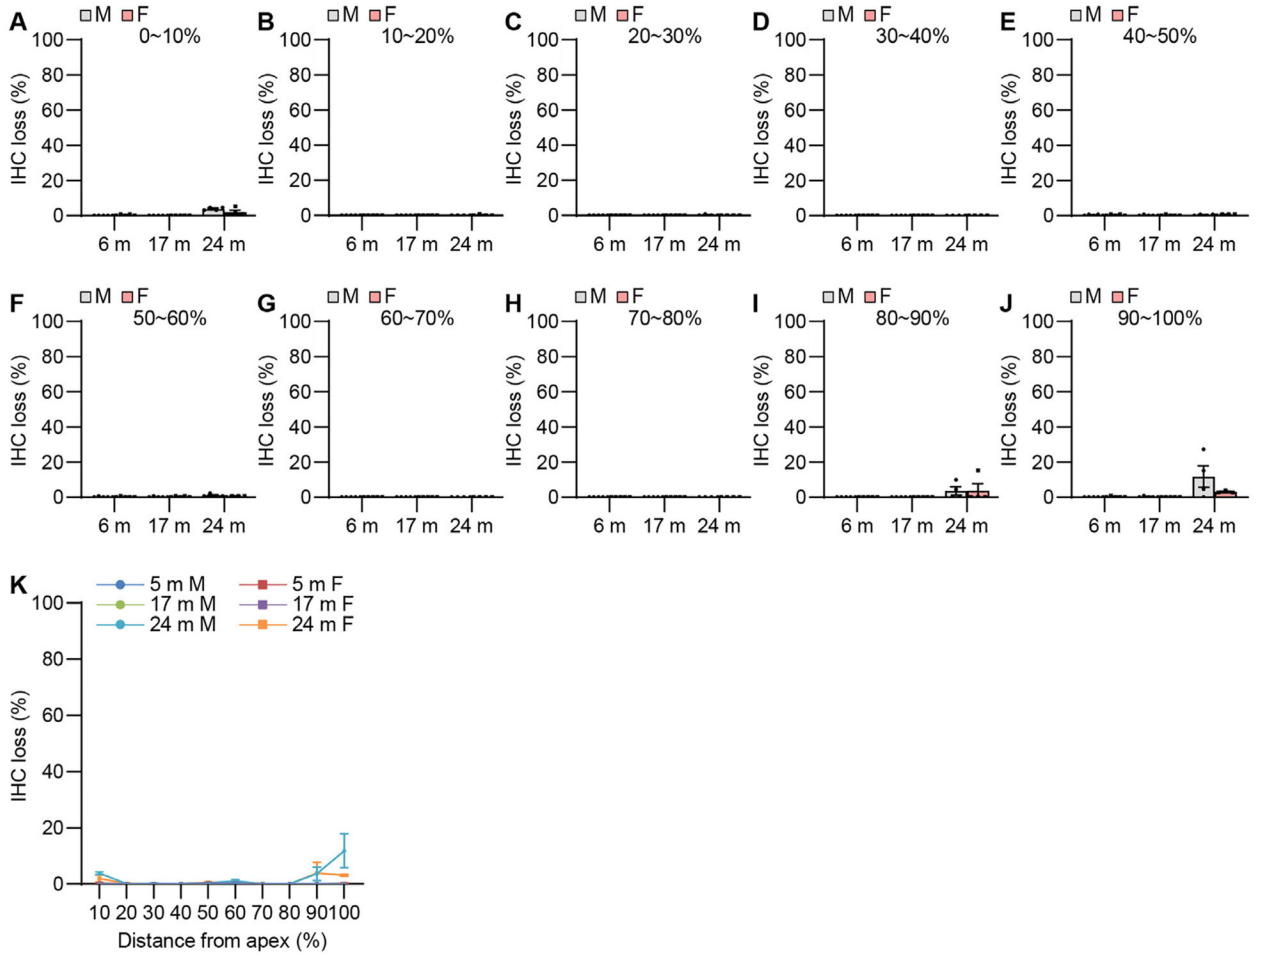 A M F B M F C M F D M F E M F
0~10% 10~20% 20~30% 30~40% 40~50%
100 100 100 100 100
80 80 80 80 80
60 60 60 60 60
40 40 40 40 40
20 20 20 20 20
0 0 0 0 0
IHC loss (%) IHC loss (%) IHC loss (%) IHC loss (%) IHC loss (%)
6 m 17 m 24 m 6 m 17 m 24 m 6 m 17 m 24 m 6 m 17 m 24 m 6 m 17 m 24 m
F M F G M F H M F I M F J M F
50~60% 60~70% 70~80% 80~90% 90~100%
100 100 100 100 100
80 80 80 80 80
60 60 60 60 60
40 40 40 40 40
20 20 20 20 20
0 0 0 0 0
IHC loss (%) IHC loss (%) IHC loss (%) IHC loss (%) IHC loss (%)
6 m 17 m 24 m 6 m 17 m 24 m 6 m 17 m 24 m 6 m 17 m 24 m 6 m 17 m 24 m
K 5 m M 5 m F
17 m M 17 m F
24 m M 24 m F
100
80
60
40
20
0
IHC loss (%)
10 20 30 40 50 60 70 80 90 100
Distance from apex (%)